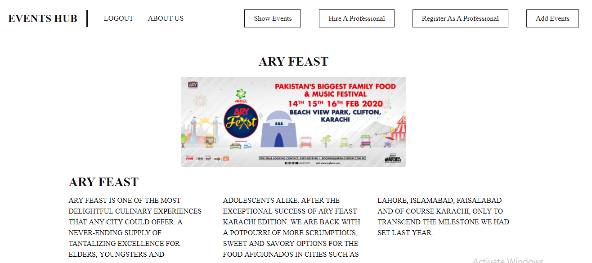 EVENTS HUB
LOGOUT
ABOUT US
Show Events
Hire A Professional
Register As A Professional
Add Events
ARY FEAST
PAKISTAN'S BIGGEST FAMILY FOOD
& MUSIC FESTIVAL
14TH 15TH 16TH FEB 2020
BEACH VIEW PARK, CLIFTON,
KARACHI
ARY
Feast
ARY FEAST
ARY FEAST IS ONE OF THE MOST
DELIGHTFUL CULINARY EXPERIENCES
THAT ANY CITY COULD OFFER. A
NEVER-ENDING SUPPLY OF
TANTALIZING EXCELLENCE FOR
ELDERS, YOUNGSTERS AND
ADOLESCENTS ALIKE. AFTER THE
EXCEPTIONAL SUCCESS OF ARY FEAST
KARACHI EDITION, WE ARE BACK WITH
A POTPOURRI OF MORE SCRUMPTIOUS,
SWEET AND SAVORY OPTIONS FOR THE
FOOD AFICIONADOS IN CITIES SUCH AS
LAHORE, ISLAMABAD, FAISALABAD
AND OF COURSE KARACHI, ONLY TO
TRANSCEND THE MILESTONE WE HAD
SET LAST YEAR
Activate Windows